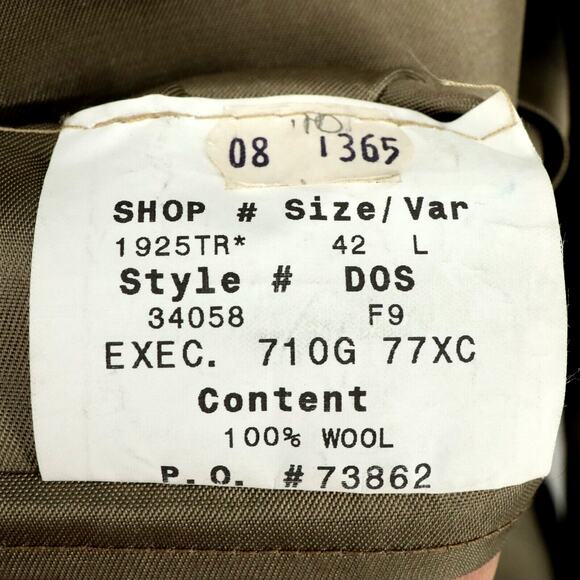 08 1365
SHOP # Size/Var
1925TR* 42 L
Style # DOS
34058 F9
EXEC. 710G 77XC
Content
100% WOOL
P.O. #73862